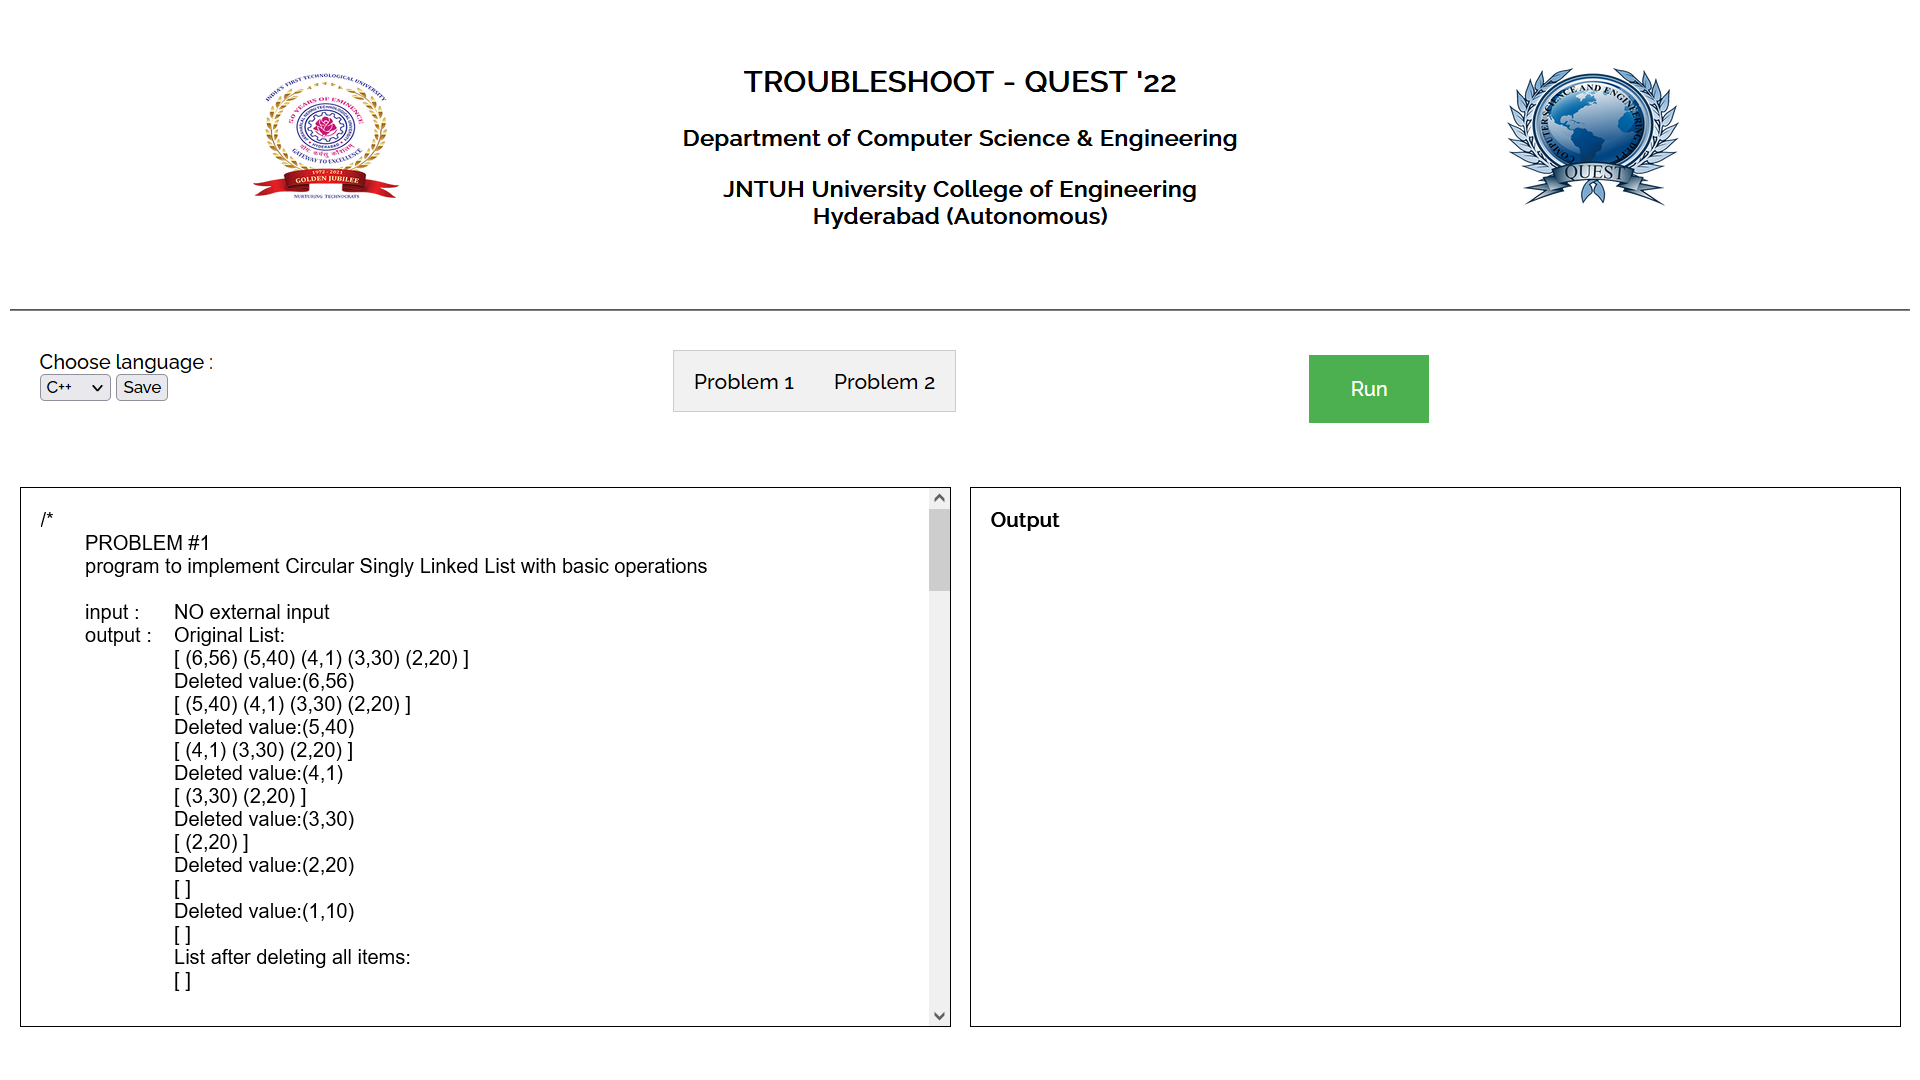 INDIA'S FIRST TECHNOLOGICAL UNIVERSITY
50 YEARS OF EMINENCE
HYDERABAD
GATEWAY TO EXCELLENCE
1972 - 2021
GOLDEN JUBILEE
NURTURING TECHNOCRATS
TROUBLESHOOT - QUEST '22
Department of Computer Science & Engineering
JNTUH University College of Engineering
Hyderabad (Autonomous)
COMPUTER SCIENCE AND ENGINEERING DEPT
QUEST
Choose language :
C++
Save
Problem 1
Problem 2
Run
/*
PROBLEM #1
program to implement Circular Singly Linked List with basic operations
input : NO external input
output : Original List:
[ (6,56) (5,40) (4,1) (3,30) (2,20) ]
Deleted value:(6,56)
[ (5,40) (4,1) (3,30) (2,20) ]
Deleted value:(5,40)
[ (4,1) (3,30) (2,20) ]
Deleted value:(4,1)
[ (3,30) (2,20) ]
Deleted value:(3,30)
[ (2,20) ]
Deleted value:(2,20)
[ ]
Deleted value:(1,10)
[ ]
List after deleting all items:
[ ]
Output